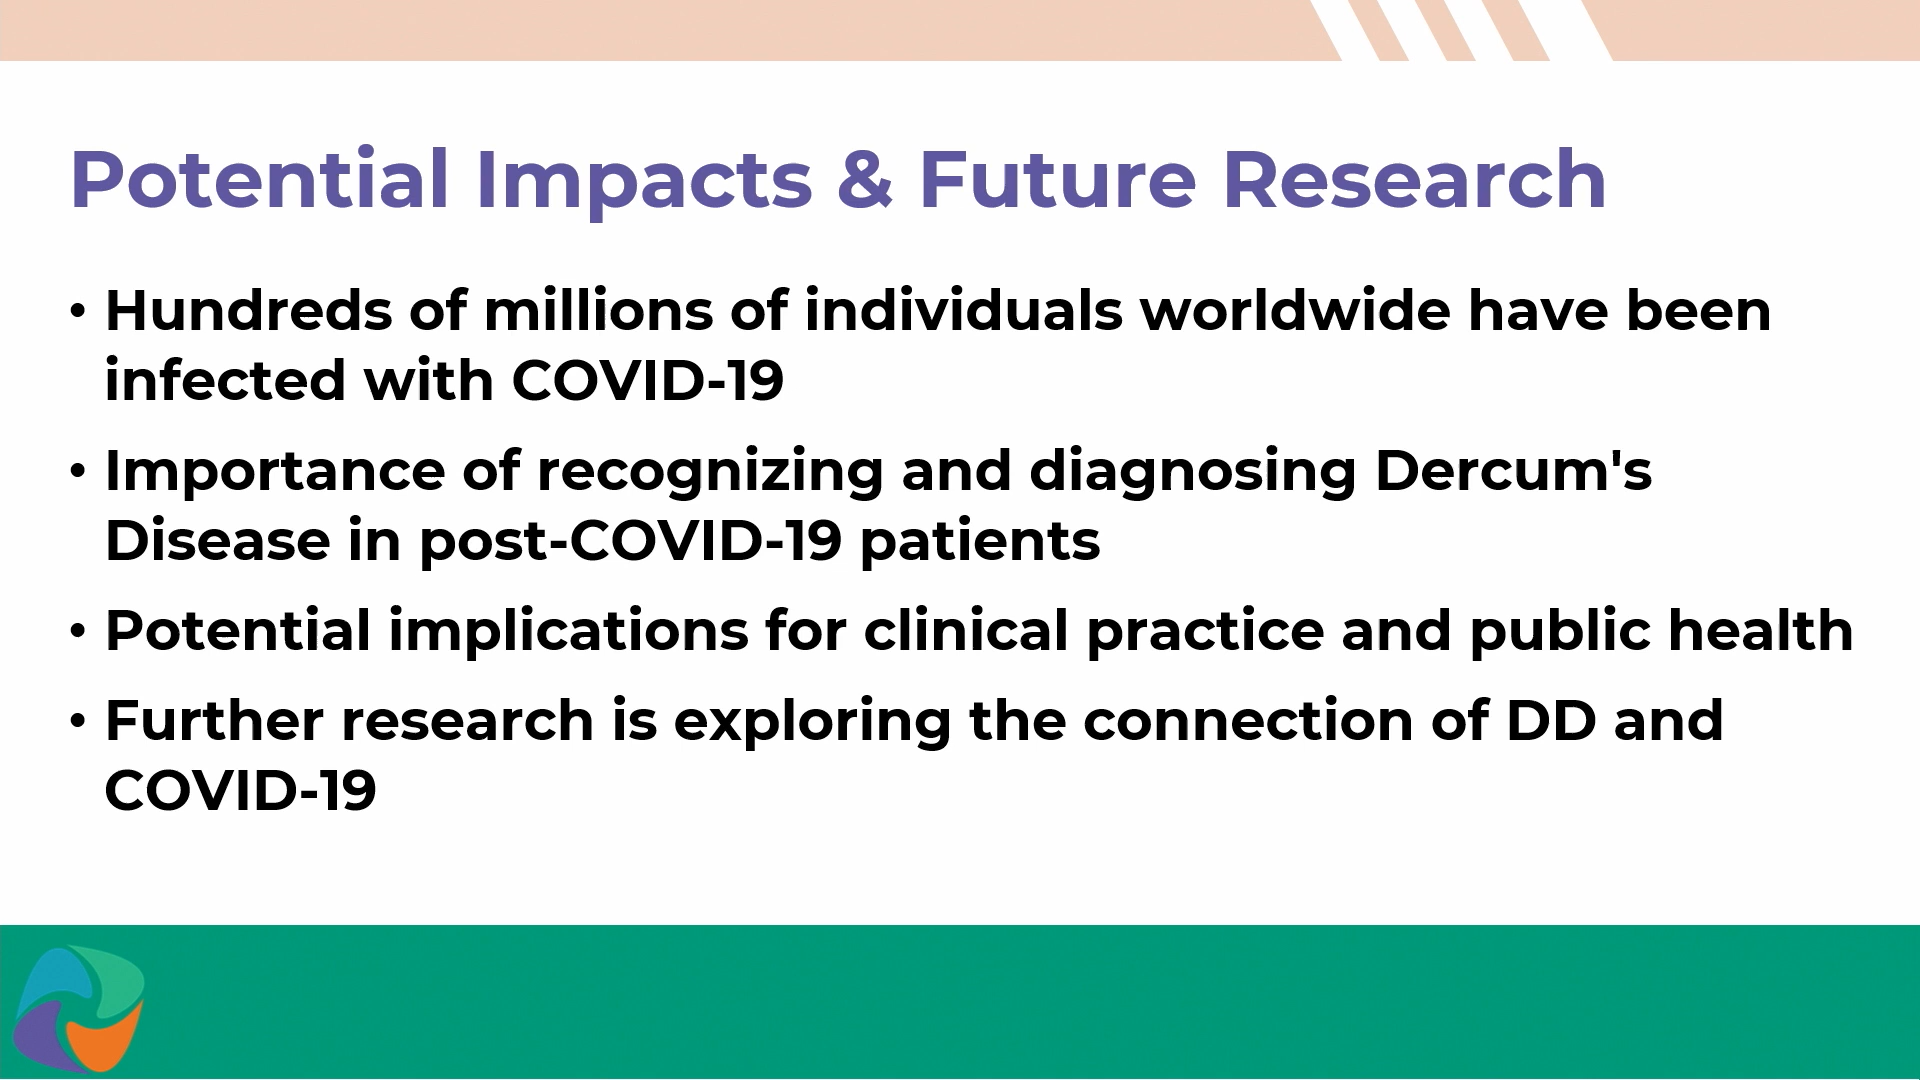 Potential Impacts & Future Research
• Hundreds of millions of individuals worldwide have been
infected with COVID-19
• Importance of recognizing and diagnosing Dercum's
Disease in post-COVID-19 patients
• Potential implications for clinical practice and public health
• Further research is exploring the connection of DD and
COVID-19